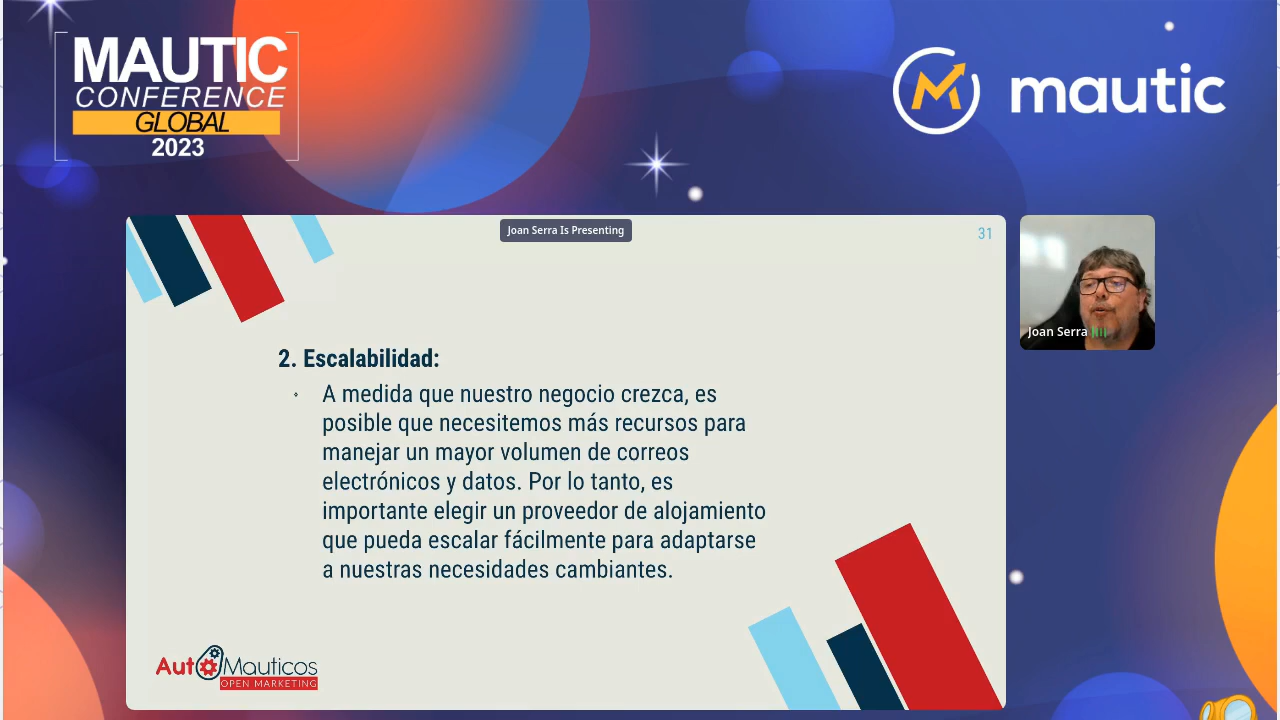 MAUTIC
CONFERENCE
GLOBAL
2023
mautic
Joan Serra Is Presenting
31
2. Escalabilidad:
A medida que nuestro negocio crezca, es
posible que necesitemos más recursos para
manejar un mayor volumen de correos
electrónicos y datos. Por lo tanto, es
importante elegir un proveedor de alojamiento
que pueda escalar fácilmente para adaptarse
a nuestras necesidades cambiantes.
Joan Serra
AutoMauticos
OPEN MARKETING